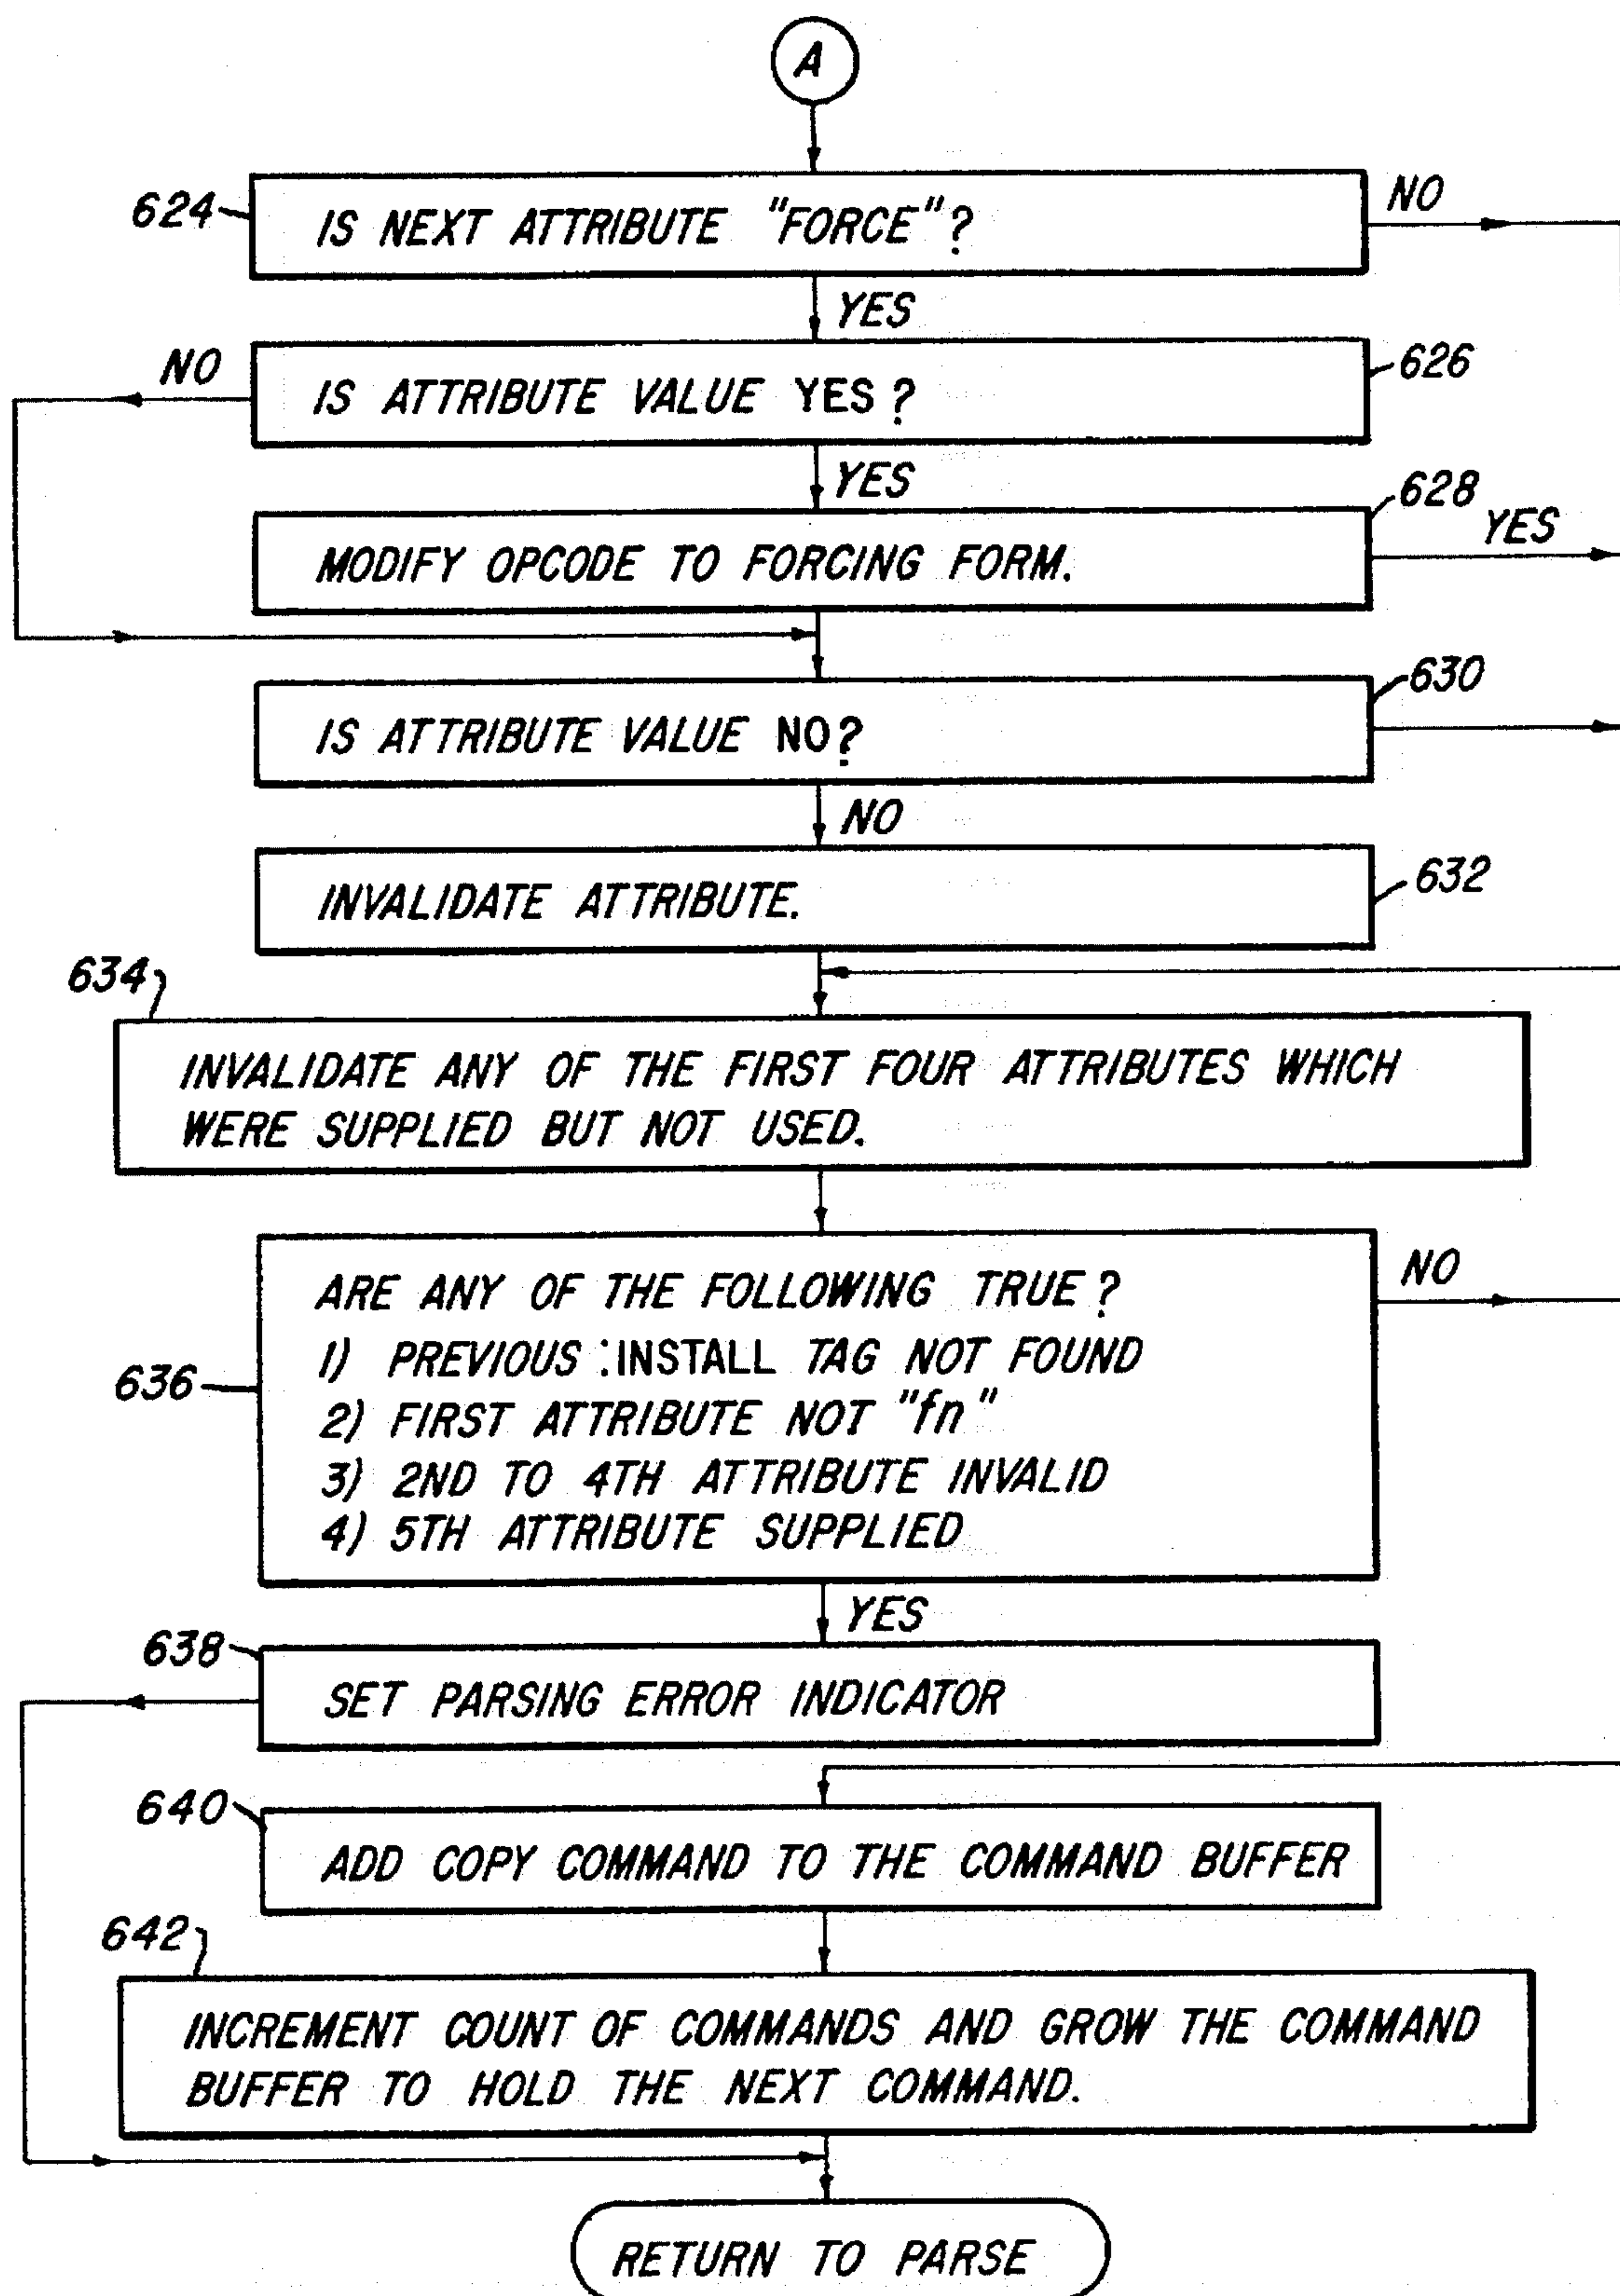 A
624
IS NEXT ATTRIBUTE "FORCE"?
NO
YES
NO
IS ATTRIBUTE VALUE YES?
626
YES
628
MODIFY OPCODE TO FORCING FORM.
YES
630
IS ATTRIBUTE VALUE NO?
NO
INVALIDATE ATTRIBUTE.
632
634
INVALIDATE ANY OF THE FIRST FOUR ATTRIBUTES WHICH
WERE SUPPLIED BUT NOT USED.
636
ARE ANY OF THE FOLLOWING TRUE?
1) PREVIOUS :INSTALL TAG NOT FOUND
2) FIRST ATTRIBUTE NOT "fn"
3) 2ND TO 4TH ATTRIBUTE INVALID
4) 5TH ATTRIBUTE SUPPLIED
NO
YES
638
SET PARSING ERROR INDICATOR
640
ADD COPY COMMAND TO THE COMMAND BUFFER
642
INCREMENT COUNT OF COMMANDS AND GROW THE COMMAND
BUFFER TO HOLD THE NEXT COMMAND.
RETURN TO PARSE